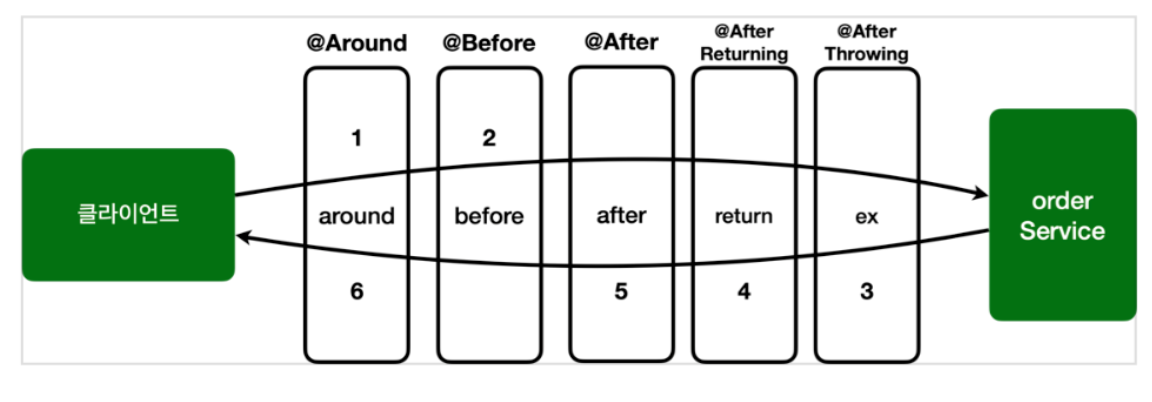 @Around
@Before
@After
@After
Returning
@After
Throwing
1
2
클라이언트
around
before
after
return
ex
order
Service
6
5
4
3